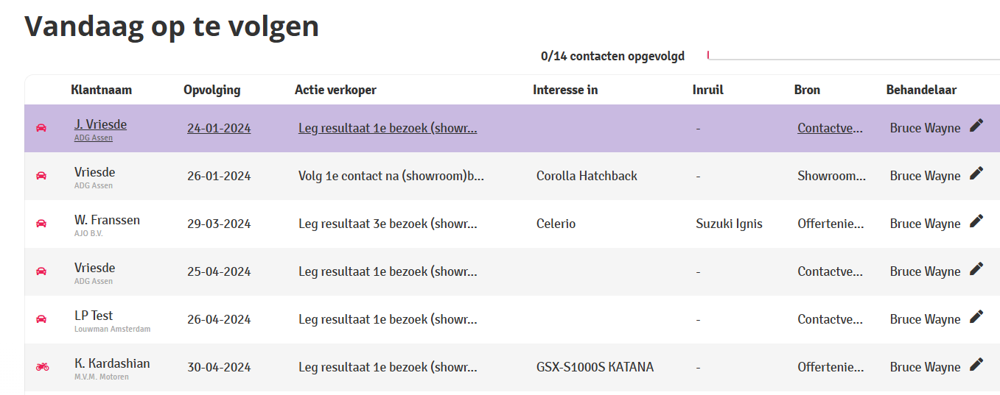 Vandaag op te volgen
0/14 contacten opgevolgd
Klantnaam Opvolging Actie verkoper Interesse in Inruil Bron Behandelaar
J. Vriesde 24-01-2024 Leg resultaat 1e bezoek (showr... - Contactve... Bruce Wayne
ADG Assen
Vriesde 26-01-2024 Volg 1e contact na (showroom)b... Corolla Hatchback - Showroom... Bruce Wayne
ADG Assen
W. Franssen 29-03-2024 Leg resultaat 3e bezoek (showr... Celerio Suzuki Ignis Offertenie... Bruce Wayne
AJO B.V.
Vriesde 25-04-2024 Leg resultaat 1e bezoek (showr... - Contactve... Bruce Wayne
ADG Assen
LP Test 26-04-2024 Leg resultaat 1e bezoek (showr... - Contactve... Bruce Wayne
Louwman Amsterdam
K. Kardashian 30-04-2024 Leg resultaat 1e bezoek (showr... GSX-S1000S KATANA - Offertenie... Bruce Wayne
M.V.M. Motoren